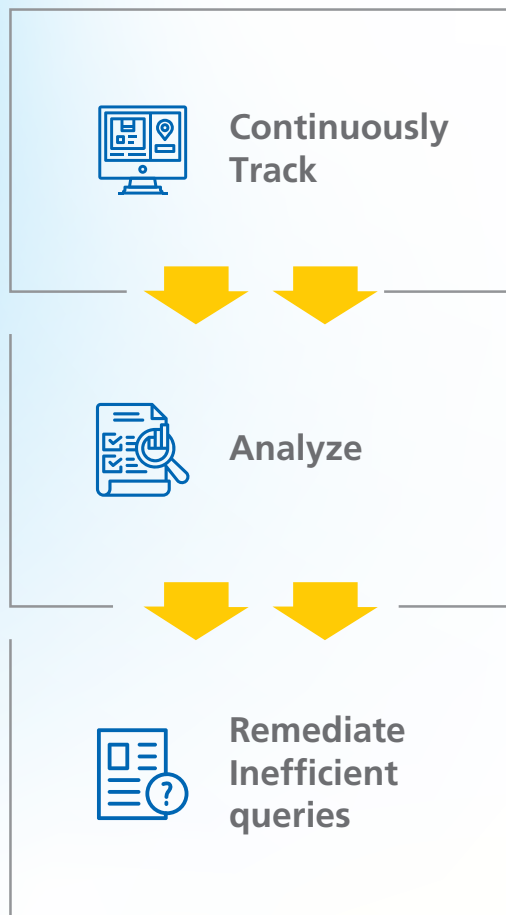 Continuously
Track
Analyze
Remediate
Inefficient
queries
?